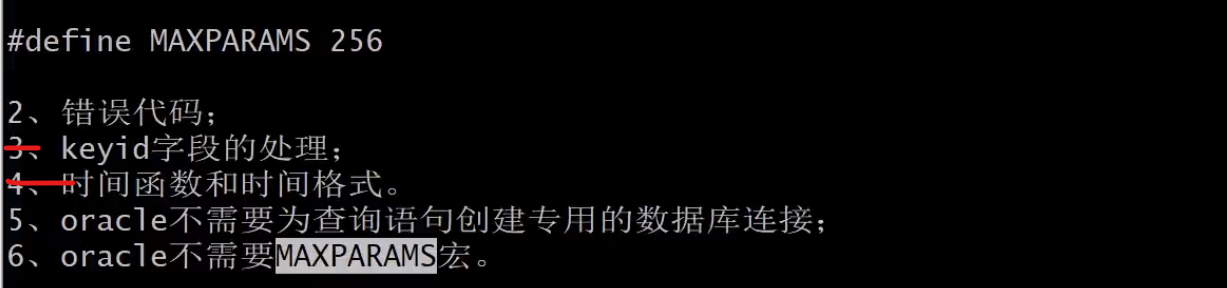 #define MAXPARAMS 256
2、错误代码;
3、keyid字段的处理;
4、时间函数和时间格式。
5、oracle不需要为查询语句创建专用的数据库连接;
6、oracle不需要MAXPARAMS宏。